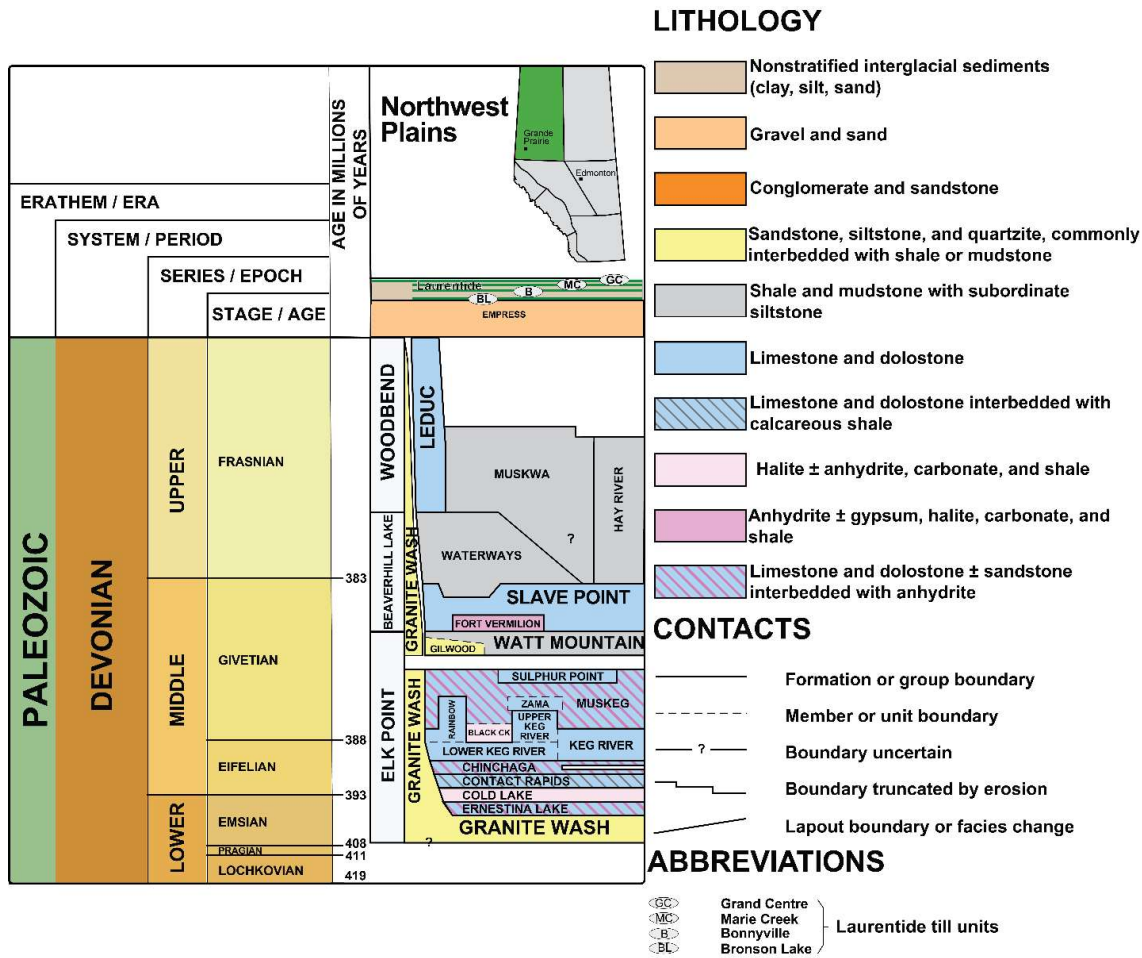 LITHOLOGY
Nonstratified interglacial sediments
(clay, silt, sand)
Gravel and sand
Conglomerate and sandstone
Sandstone, siltstone, and quartzite, commonly
interbedded with shale or mudstone
Shale and mudstone with subordinate
siltstone
Limestone and dolostone
Limestone and dolostone interbedded with
calcareous shale
Halite ± anhydrite, carbonate, and shale
Anhydrite ± gypsum, halite, carbonate, and
shale
Limestone and dolostone ± sandstone
interbedded with anhydrite
CONTACTS
Formation or group boundary
Member or unit boundary
?
Boundary uncertain
Boundary truncated by erosion
Lapout boundary or facies change
ABBREVIATIONS
GC Grand Centre
MC Marie Creek
B Bonnyville
BL Bronson Lake
Laurentide till units
ERATHEM / ERA
SYSTEM / PERIOD
SERIES / EPOCH
STAGE / AGE
AGE IN MILLIONS
OF YEARS
Northwest
Plains
Grande
Prairie
Edmonton
Laurentide
BL
B
MC
GC
EMPRESS
PALEOZOIC
DEVONIAN
UPPER
MIDDLE
LOWER
FRASNIAN
GIVETIAN
EIFELIAN
EMSIAN
PRAGIAN
LOCHKOVIAN
383
388
393
408
411
419
WOODBEND
BEAVERHILL LAKE
ELK POINT
GRANITE WASH
LEDUC
MUSKWA
HAY RIVER
WATERWAYS
?
SLAVE POINT
FORT VERMILION
WATT MOUNTAIN
GILWOOD
GRANITE WASH
SULPHUR POINT
MUSKEG
RAINBOW
ZAMA
BLACK CK
UPPER
KEG
RIVER
LOWER KEG RIVER
KEG RIVER
CHINCHAGA
CONTACT RAPIDS
COLD LAKE
ERNESTINA LAKE
GRANITE WASH
?